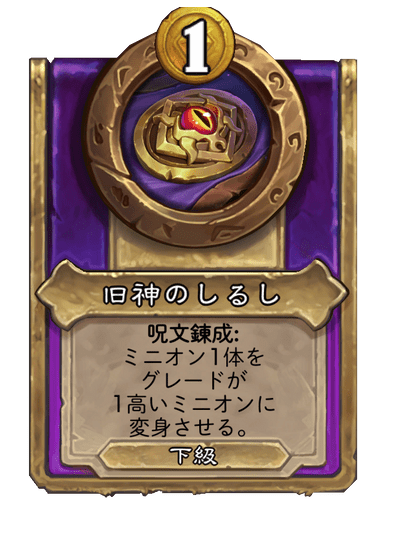 1
旧神のしるし
呪文錬成:
ミニオン1体を
グレードが
1高いミニオンに
変身させる。
下級